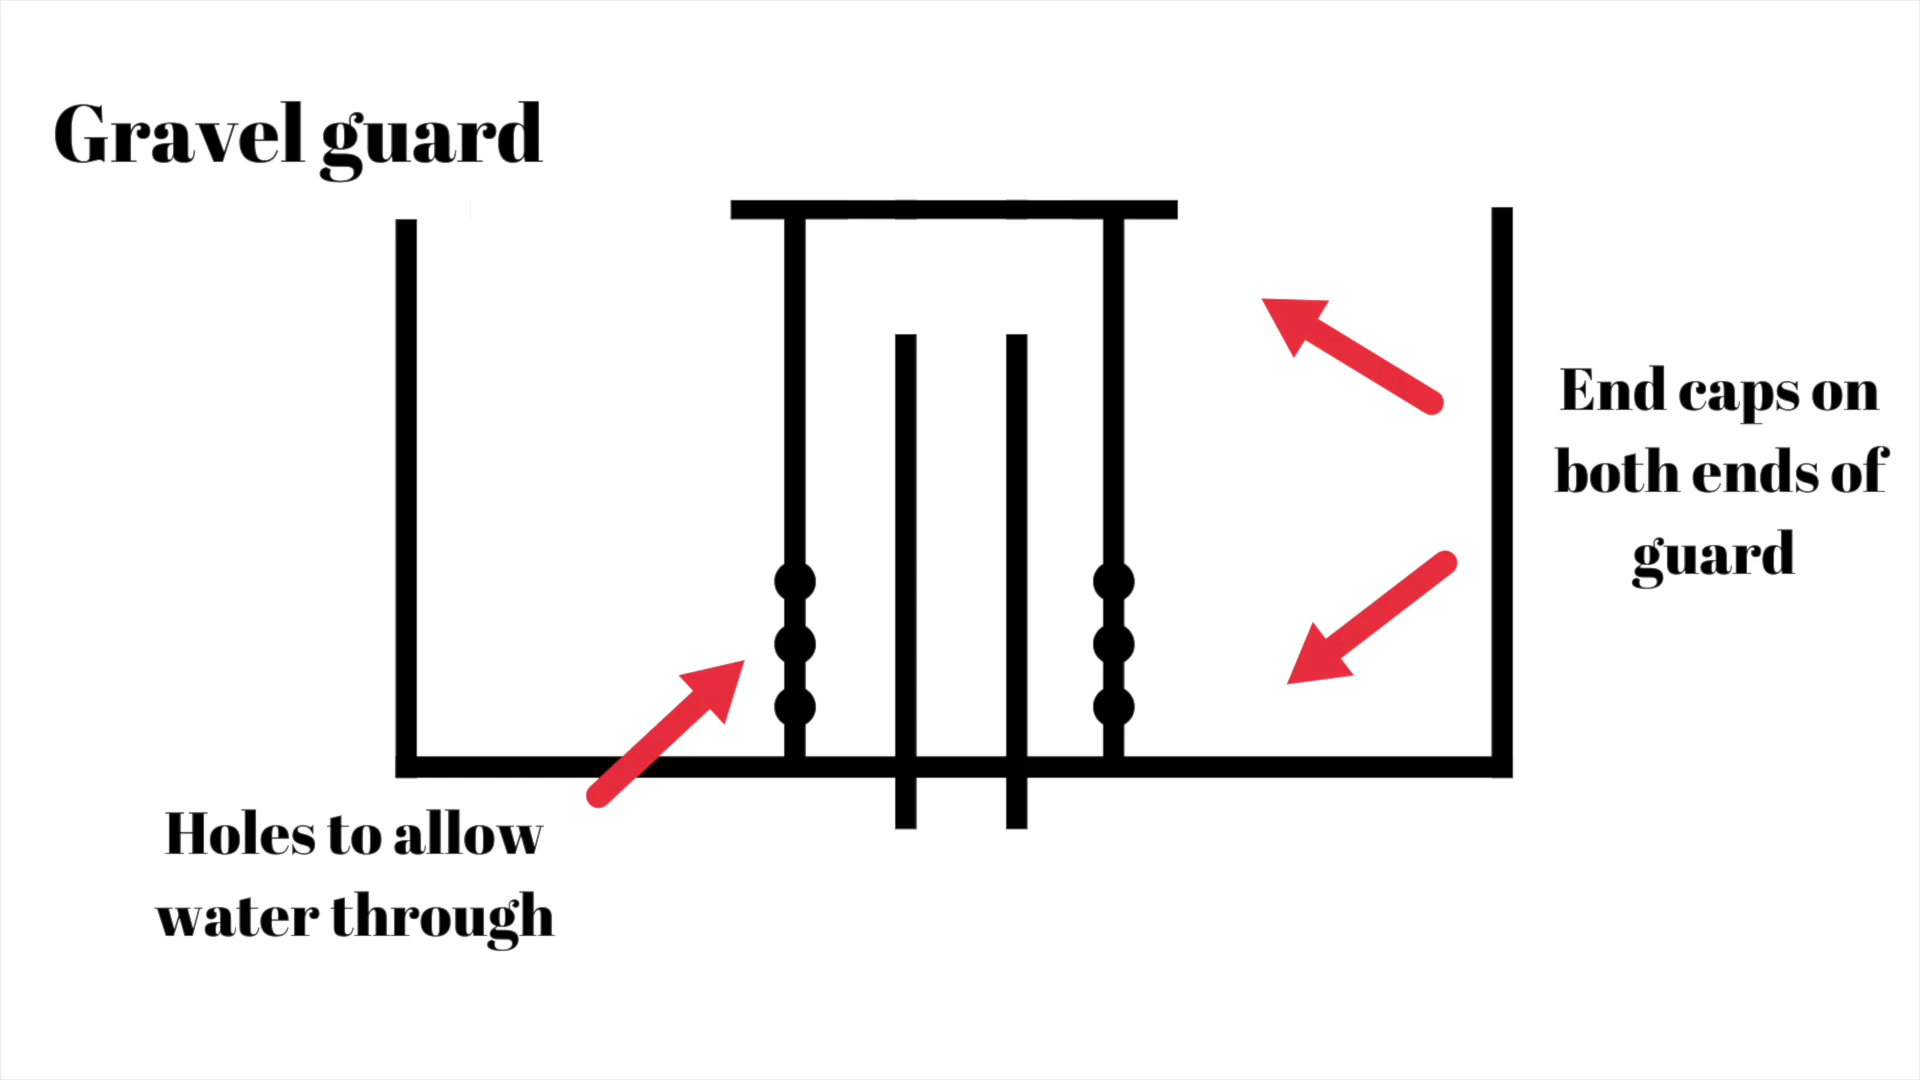 Gravel guard
End caps on
both ends of
guard
Holes to allow
water through